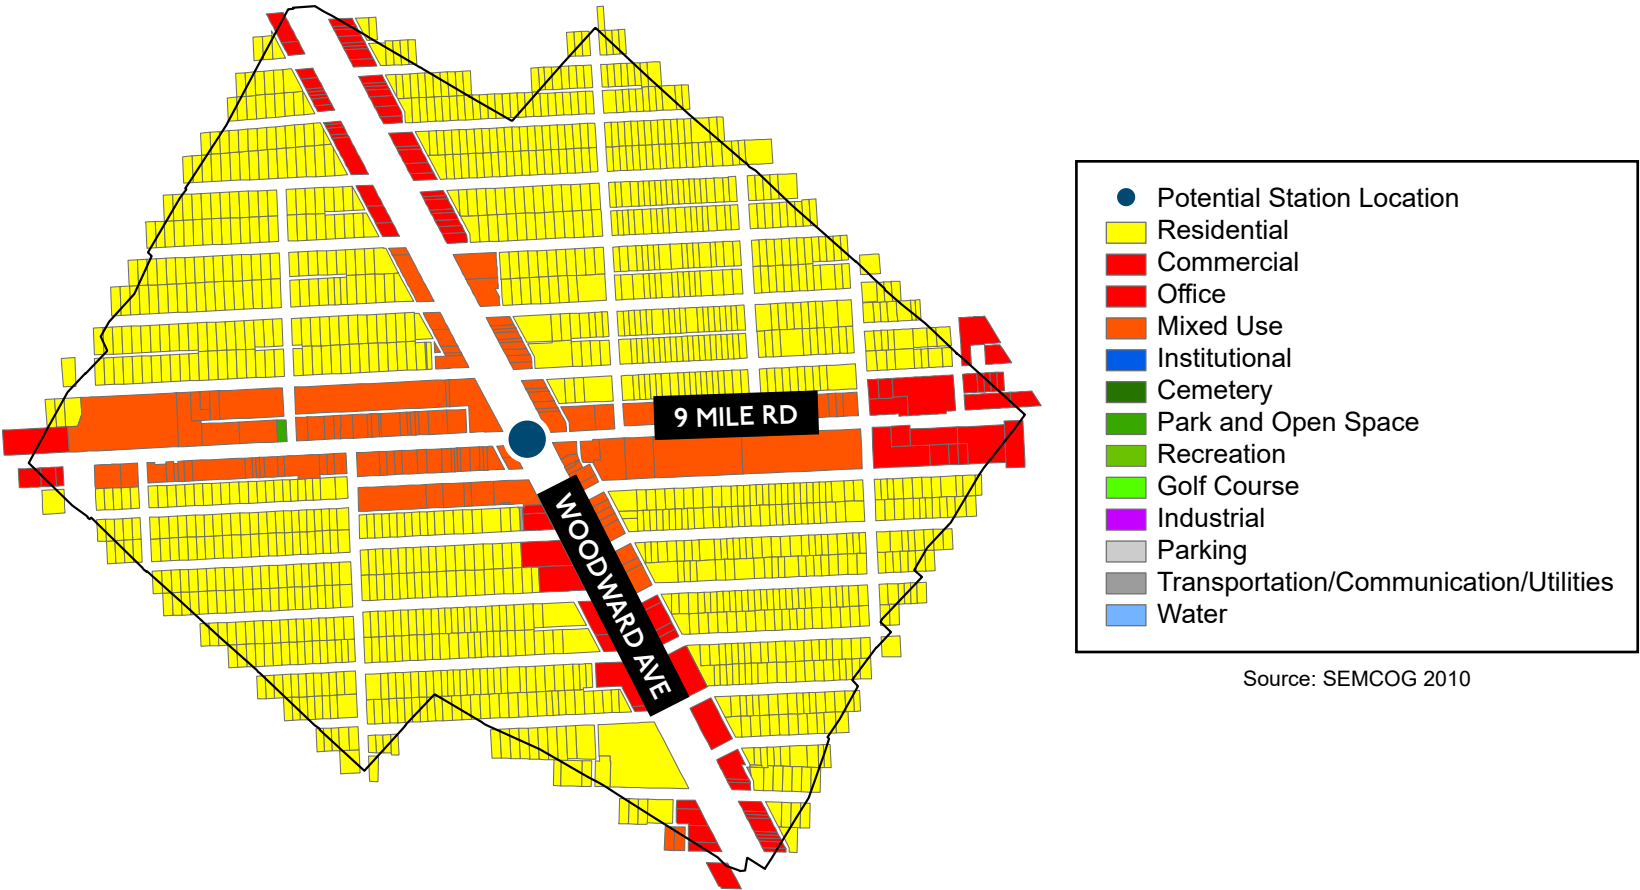 9 MILE RD
WOODWARD AVE
Potential Station Location
Residential
Commercial
Office
Mixed Use
Institutional
Cemetery
Park and Open Space
Recreation
Golf Course
Industrial
Parking
Transportation/Communication/Utilities
Water
Source: SEMCOG 2010